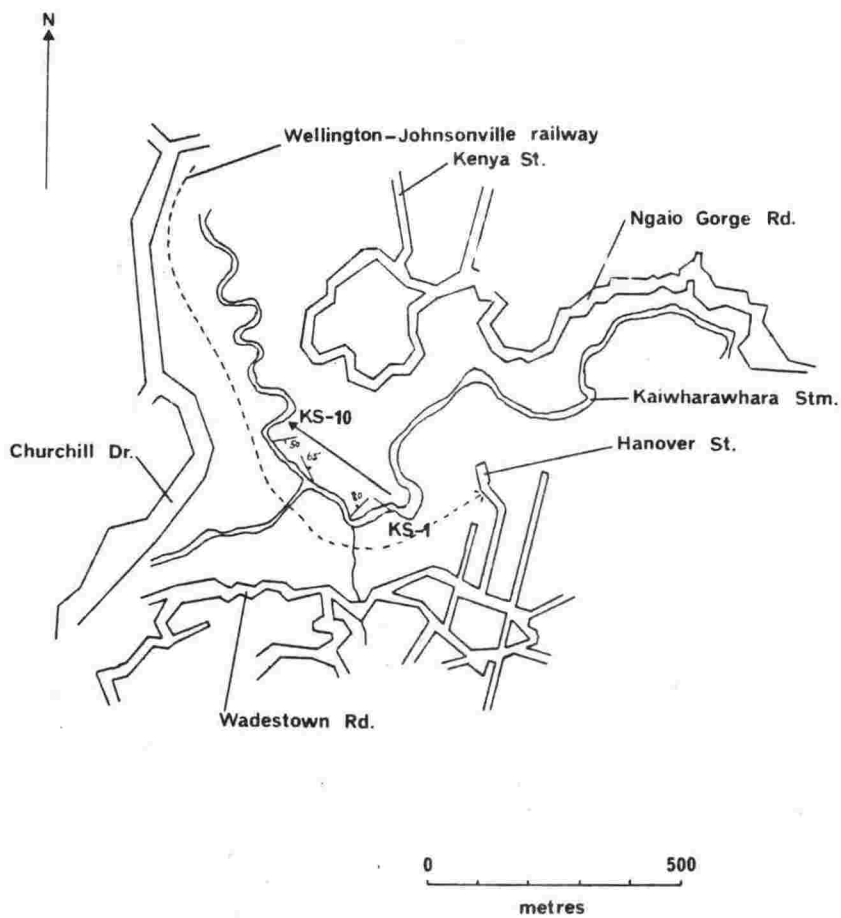 N
Wellington-Johnsonville railway
Kenya St.
Ngaio Gorge Rd.
Kaiwharawhara Stm.
KS-10
50
65
Hanover St.
Churchill Dr.
80
KS-1
Wadestown Rd.
0 500
metres